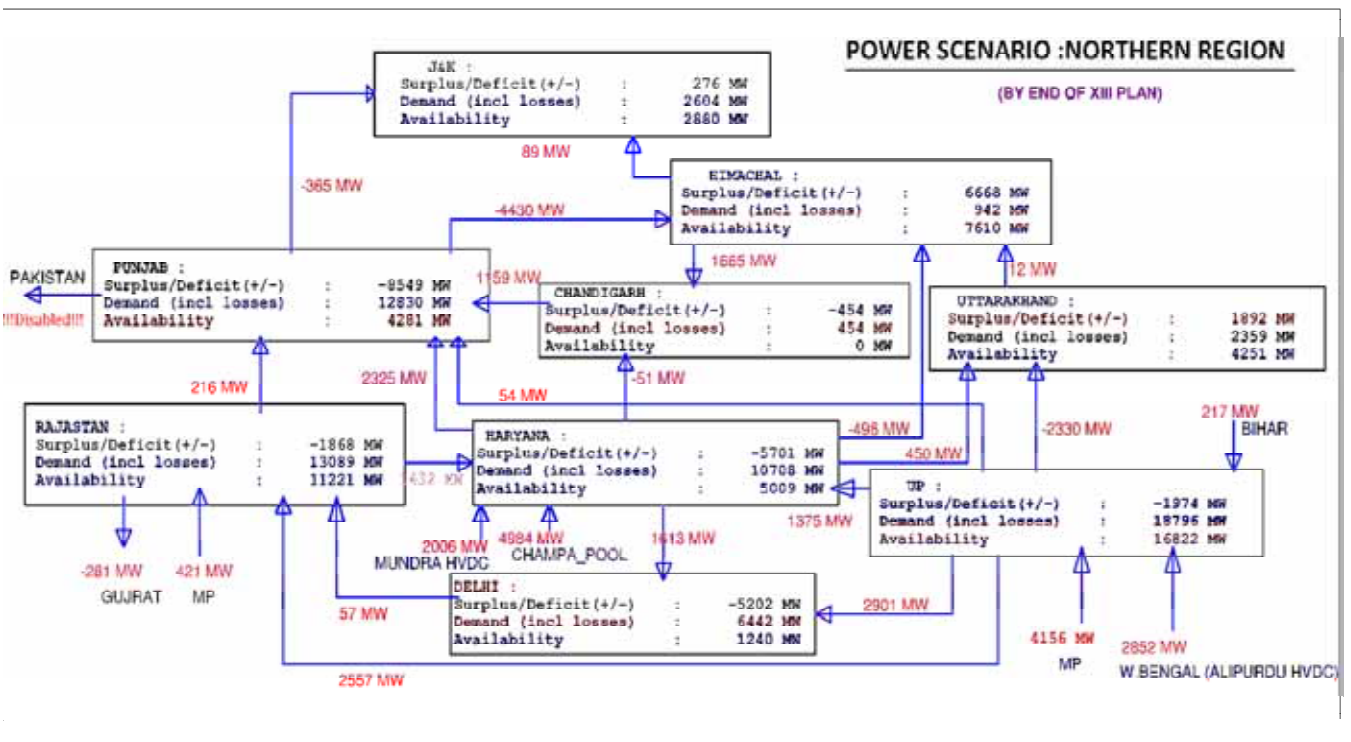 POWER SCENARIO :NORTHERN REGION
(BY END OF XIII PLAN)
J&K :
Surplus/Deficit(+/-) : 276 MW
Demand (incl losses) : 2604 MW
Availability : 2880 MW
89 MW
-365 MW
HIMACHAL :
Surplus/Deficit(+/-) : 6668 MW
Demand (incl losses) : 942 MW
Availability : 7610 MW
-4430 MW
PAKISTAN
!!!Disabled!!!
PUNJAB :
Surplus/Deficit(+/-) : -8549 MW
Demand (incl losses) : 12830 MW
Availability : 4281 MW
1159 MW
1665 MW
12 MW
CHANDIGARH :
Surplus/Deficit(+/-) : -454 MW
Demand (incl losses) : 454 MW
Availability : 0 MW
UTTARAKHAND :
Surplus/Deficit(+/-) : 1892 MW
Demand (incl losses) : 2359 MW
Availability : 4251 MW
216 MW
2325 MW
-51 MW
54 MW
RAJASTAN :
Surplus/Deficit(+/-) : -1868 MW
Demand (incl losses) : 13089 MW
Availability : 11221 MW
HARYANA :
Surplus/Deficit(+/-) : -5701 MW
Demand (incl losses) : 10708 MW
Availability : 5009 MW
-496 MW
450 MW
-2330 MW
217 MW
BIHAR
UP :
Surplus/Deficit(+/-) : -1974 MW
Demand (incl losses) : 18796 MW
Availability : 16822 MW
1375 MW
-281 MW
GUJRAT
421 MW
MP
2006 MW
MUNDRA HVDC
4984 MW
CHAMPA_POOL
1613 MW
57 MW
DELHI :
Surplus/Deficit(+/-) : -5202 MW
Demand (incl losses) : 6442 MW
Availability : 1240 MW
2901 MW
4156 MW
MP
2852 MW
W.BENGAL (ALIPURDU HVDC)
2557 MW